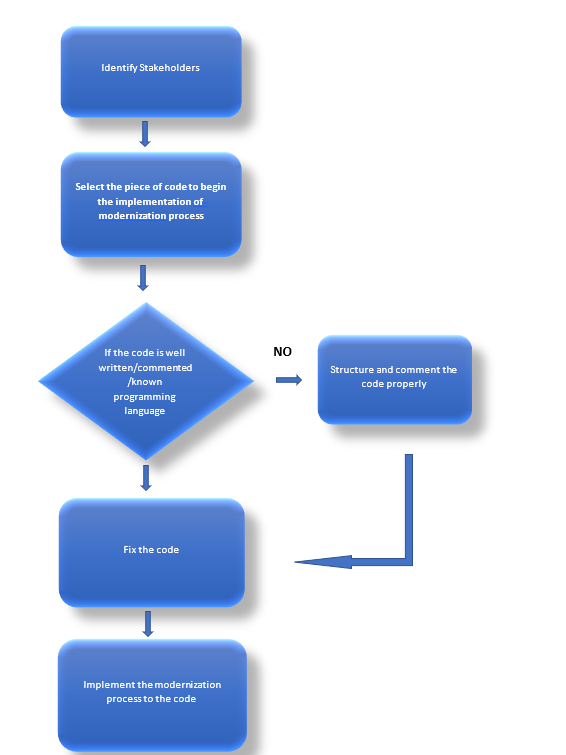 Identify Stakeholders
Select the piece of code to begin
the implementation of
modernization process
If the code is well
written/commented
/known
programming
language
NO
Structure and comment the
code properly
Fix the code
Implement the modernization
process to the code